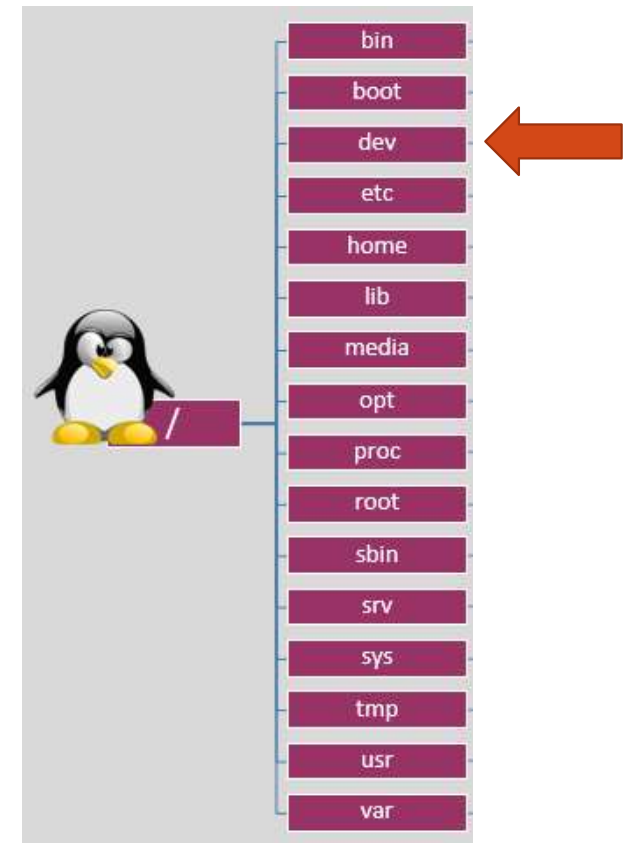 bin
boot
dev
etc
home
lib
media
/
opt
proc
root
sbin
srv
sys
tmp
usr
var